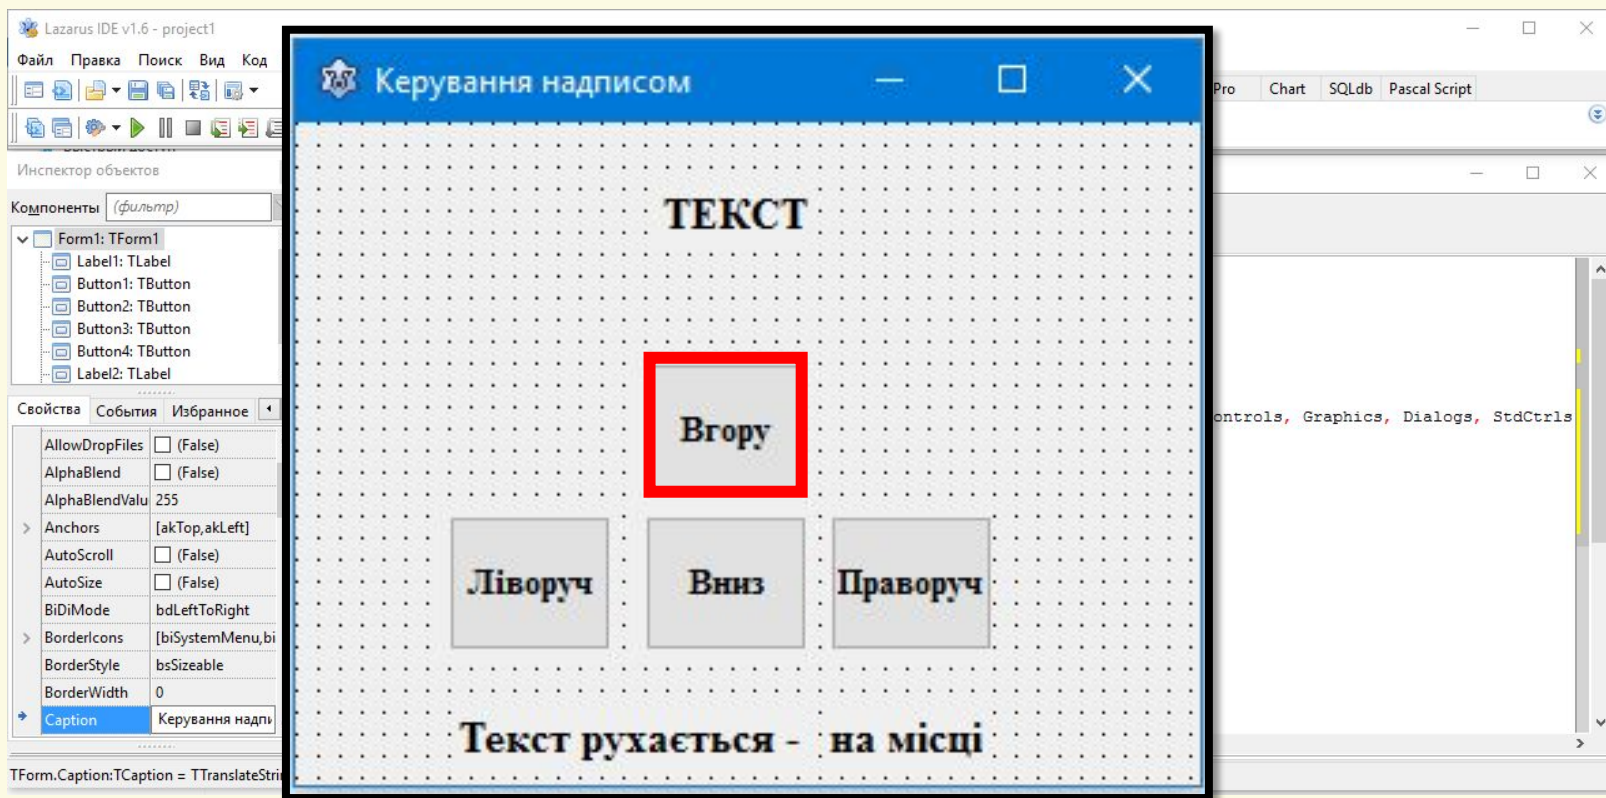 Lazarus IDE v1.6 - project1
Файл Правка Поиск Вид Код
Pro Chart SQLdb Pascal Script
Инспектор объектов
Компоненты (фильтр)
Form1: TForm1
Label1: TLabel
Button1: TButton
Button2: TButton
Button3: TButton
Button4: TButton
Label2: TLabel
Свойства События Избранное
AllowDropFiles (False)
AlphaBlend (False)
AlphaBlendValu 255
Anchors [akTop,akLeft]
AutoScroll (False)
AutoSize (False)
BiDiMode bdLeftToRight
BorderIcons [biSystemMenu,bi
BorderStyle bsSizeable
BorderWidth 0
Caption Керування надпи
TForm.Caption:TCaption = TTranslateStri
Керування надписом
ТЕКСТ
Вгору
Ліворуч Вниз Праворуч
Текст рухається - на місці
ontrols, Graphics, Dialogs, StdCtrls